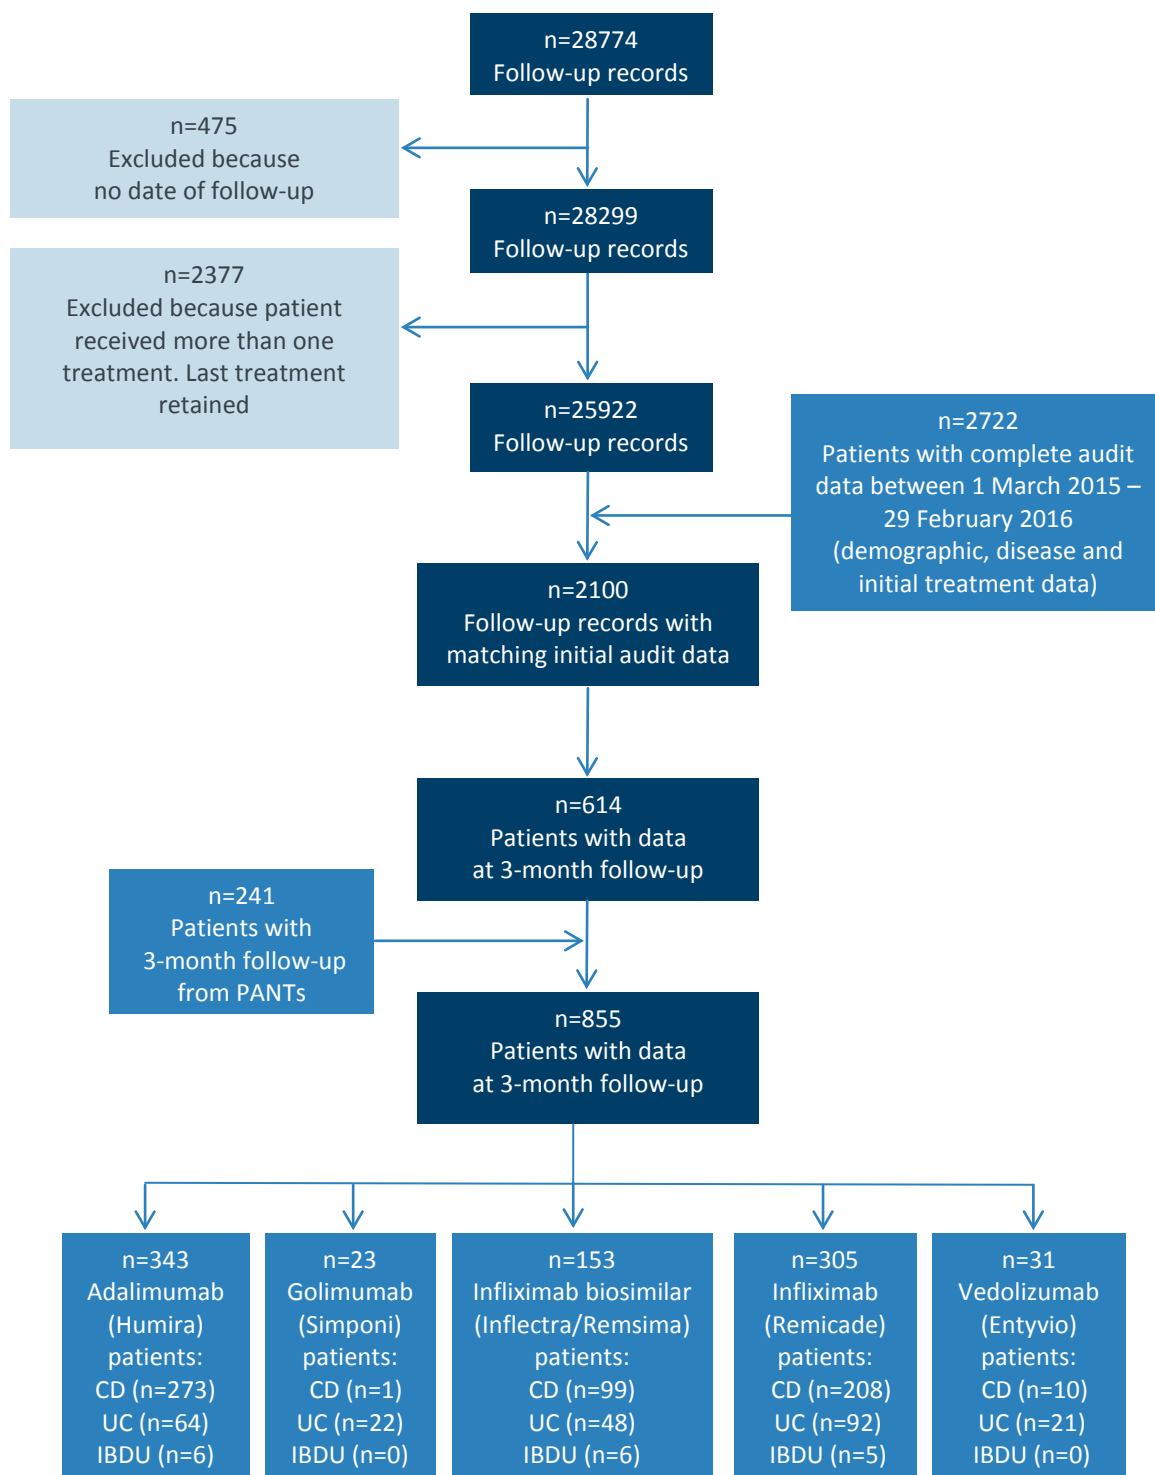 n=28774
Follow-up records
n=475
Excluded because
no date of follow-up
n=28299
Follow-up records
n=2377
Excluded because patient
received more than one
treatment. Last treatment
retained
n=25922
Follow-up records
n=2722
Patients with complete audit
data between 1 March 2015 –
29 February 2016
(demographic, disease and
initial treatment data)
n=2100
Follow-up records with
matching initial audit data
n=614
Patients with data
at 3-month follow-up
n=241
Patients with
3-month follow-up
from PANTs
n=855
Patients with data
at 3-month follow-up
n=343
Adalimumab
(Humira)
patients:
CD (n=273)
UC (n=64)
IBDU (n=6)
n=23
Golimumab
(Simponi)
patients:
CD (n=1)
UC (n=22)
IBDU (n=0)
n=153
Infliximab biosimilar
(Inflectra/Remsima)
patients:
CD (n=99)
UC (n=48)
IBDU (n=6)
n=305
Infliximab
(Remicade)
patients:
CD (n=208)
UC (n=92)
IBDU (n=5)
n=31
Vedolizumab
(Entyvio)
patients:
CD (n=10)
UC (n=21)
IBDU (n=0)